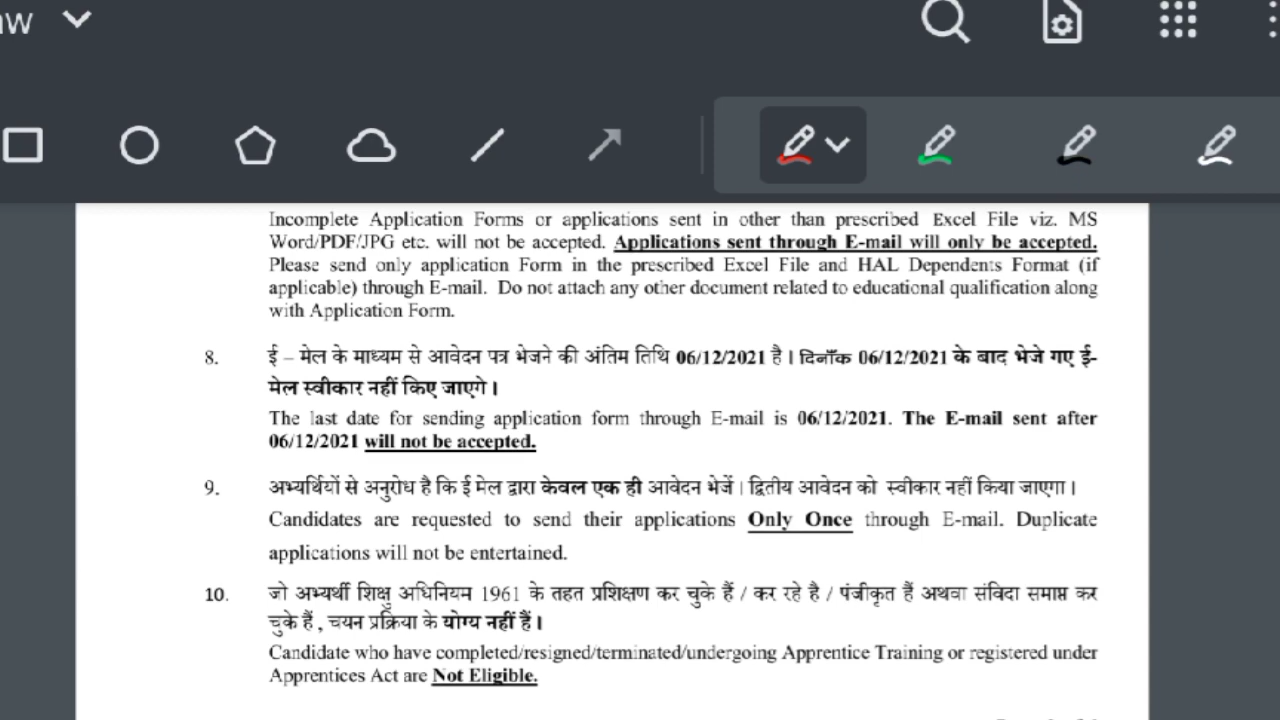 Incomplete Application Forms or applications sent in other than prescribed Excel File viz. MS
Word/PDF/JPG etc. will not be accepted. Applications sent through E-mail will only be accepted.
Please send only application Form in the prescribed Excel File and HAL Dependents Format (if
applicable) through E-mail. Do not attach any other document related to educational qualification along
with Application Form.
8. ई – मेल के माध्यम से आवेदन पत्र भेजने की अंतिम तिथि 06/12/2021 है। दिनाँक 06/12/2021 के बाद भेजे गए ई-
मेल स्वीकार नहीं किए जाएगे।
The last date for sending application form through E-mail is 06/12/2021. The E-mail sent after
06/12/2021 will not be accepted.
9. अभ्यर्थियों से अनुरोध है कि ई मेल द्वारा केवल एक ही आवेदन भेजें। द्वितीय आवेदन को स्वीकार नहीं किया जाएगा।
Candidates are requested to send their applications Only Once through E-mail. Duplicate
applications will not be entertained.
10. जो अभ्यर्थी शिक्षु अधिनियम 1961 के तहत प्रशिक्षण कर चुके हैं / कर रहे है / पंजीकृत हैं अथवा संविदा समाप्त कर
चुके हैं , चयन प्रक्रिया के योग्य नहीं हैं।
Candidate who have completed/resigned/terminated/undergoing Apprentice Training or registered under
Apprentices Act are Not Eligible.